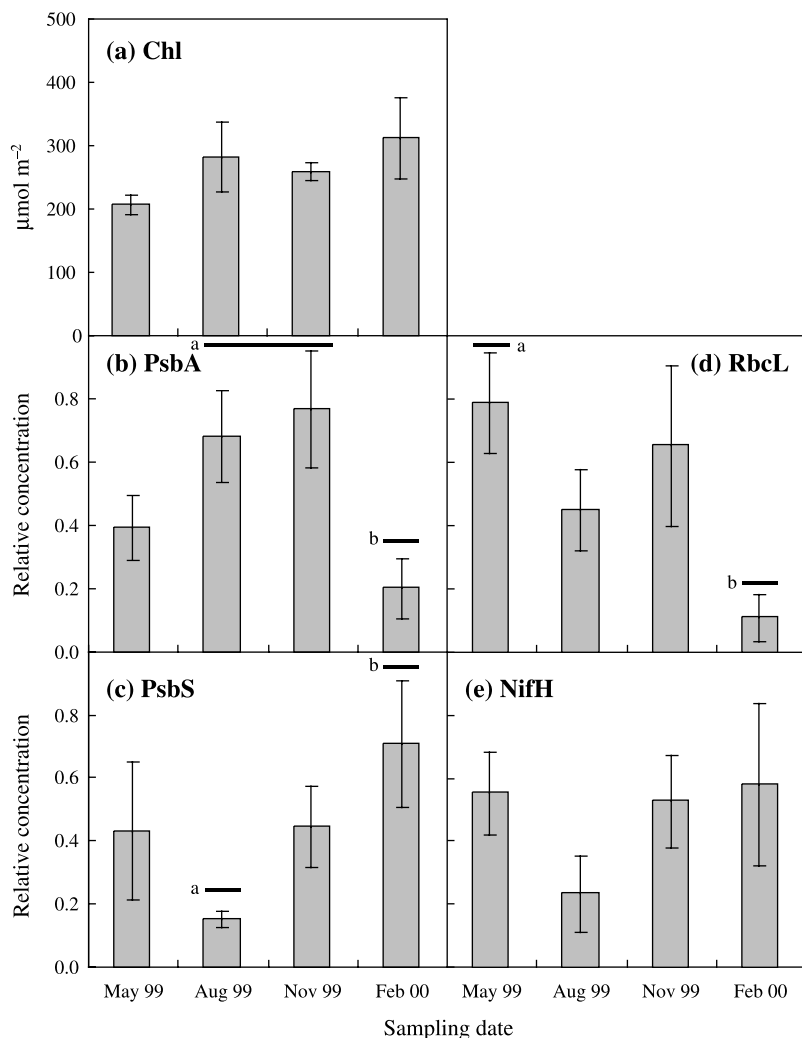 500
(a) Chl
400
300
200
100
0
µmol m⁻²
a
(b) PsbA
0.8
0.6
0.4
0.2
0.0
b
Relative concentration
a
(d) RbcL
b
(c) PsbS
0.8
0.6
0.4
0.2
0.0
a
b
Relative concentration
(e) NifH
May 99 Aug 99 Nov 99 Feb 00 May 99 Aug 99 Nov 99 Feb 00
Sampling date